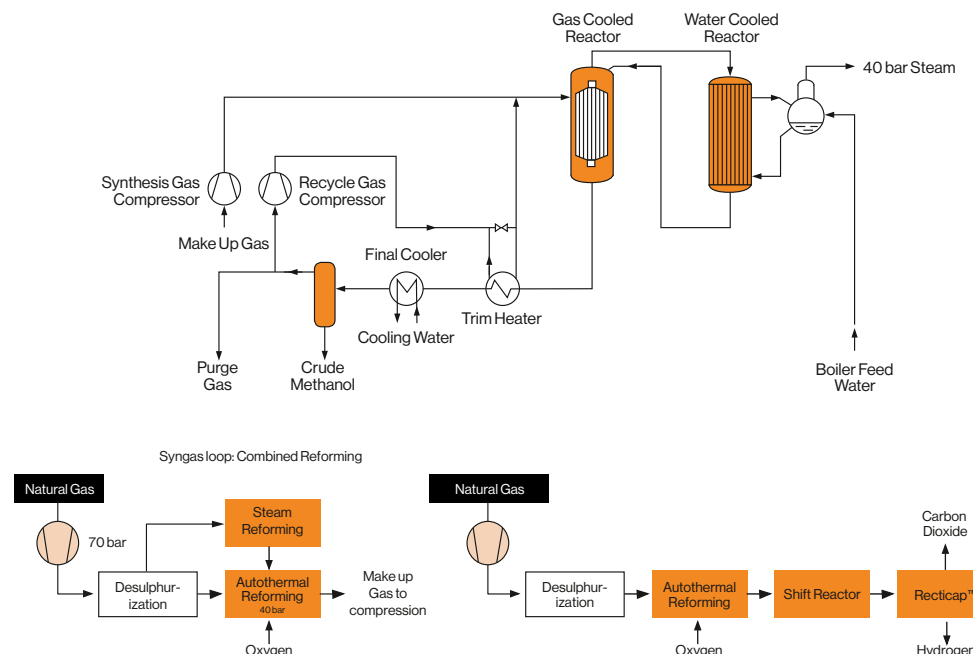 Gas Cooled
Reactor
Water Cooled
Reactor
40 bar Steam
Synthesis Gas
Compressor
Recycle Gas
Compressor
Make Up Gas
Final Cooler
Trim Heater
Cooling Water
Purge
Gas
Crude
Methanol
Boiler Feed
Water
Syngas loop: Combined Reforming
Natural Gas
70 bar
Steam
Reforming
Desulphur-
ization
Autothermal
Reforming
40 bar
Make up
Gas to
compression
Oxygen
Natural Gas
Desulphur-
ization
Autothermal
Reforming
Shift Reactor
Carbon
Dioxide
Recticap™
Oxygen
Hydrogen